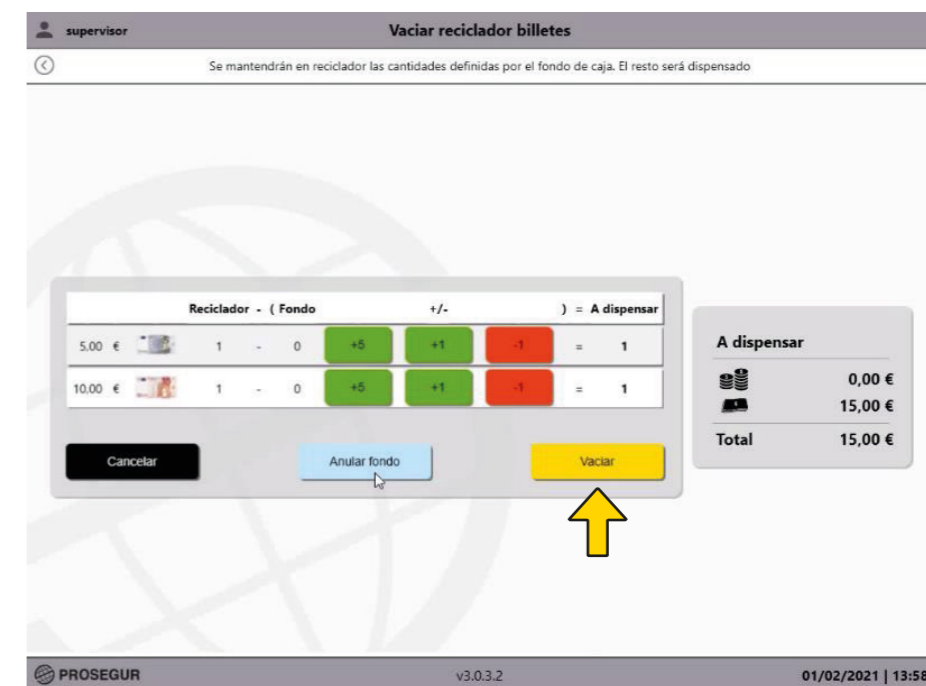 supervisor Vaciar reciclador billetes
Se mantendrán en reciclador las cantidades definidas por el fondo de caja. El resto será dispensado
Reciclador - ( Fondo +/- ) = A dispensar
5,00 € 1 - 0 +5 +1 -1 = 1
10,00 € 1 - 0 +5 +1 -1 = 1
Cancelar Anular fondo Vaciar
A dispensar
0,00 €
15,00 €
Total 15,00 €
PROSEGUR v3.0.3.2 01/02/2021 | 13:58